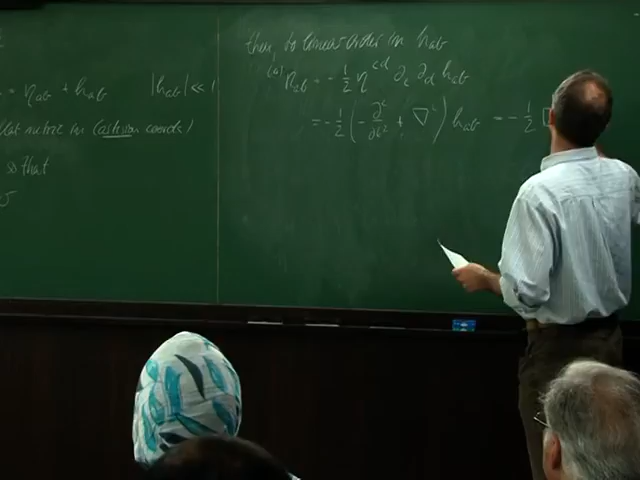 = η_ab + h_ab    |h_ab| << 1
flat metric in Cartesian coords)
so that
then, to linear order in h_ab
R_ab = -1/2 η^cd ∂_c ∂_d h_ab
= -1/2 ( -∂²/∂t² + ∇² ) h_ab = -1/2 □